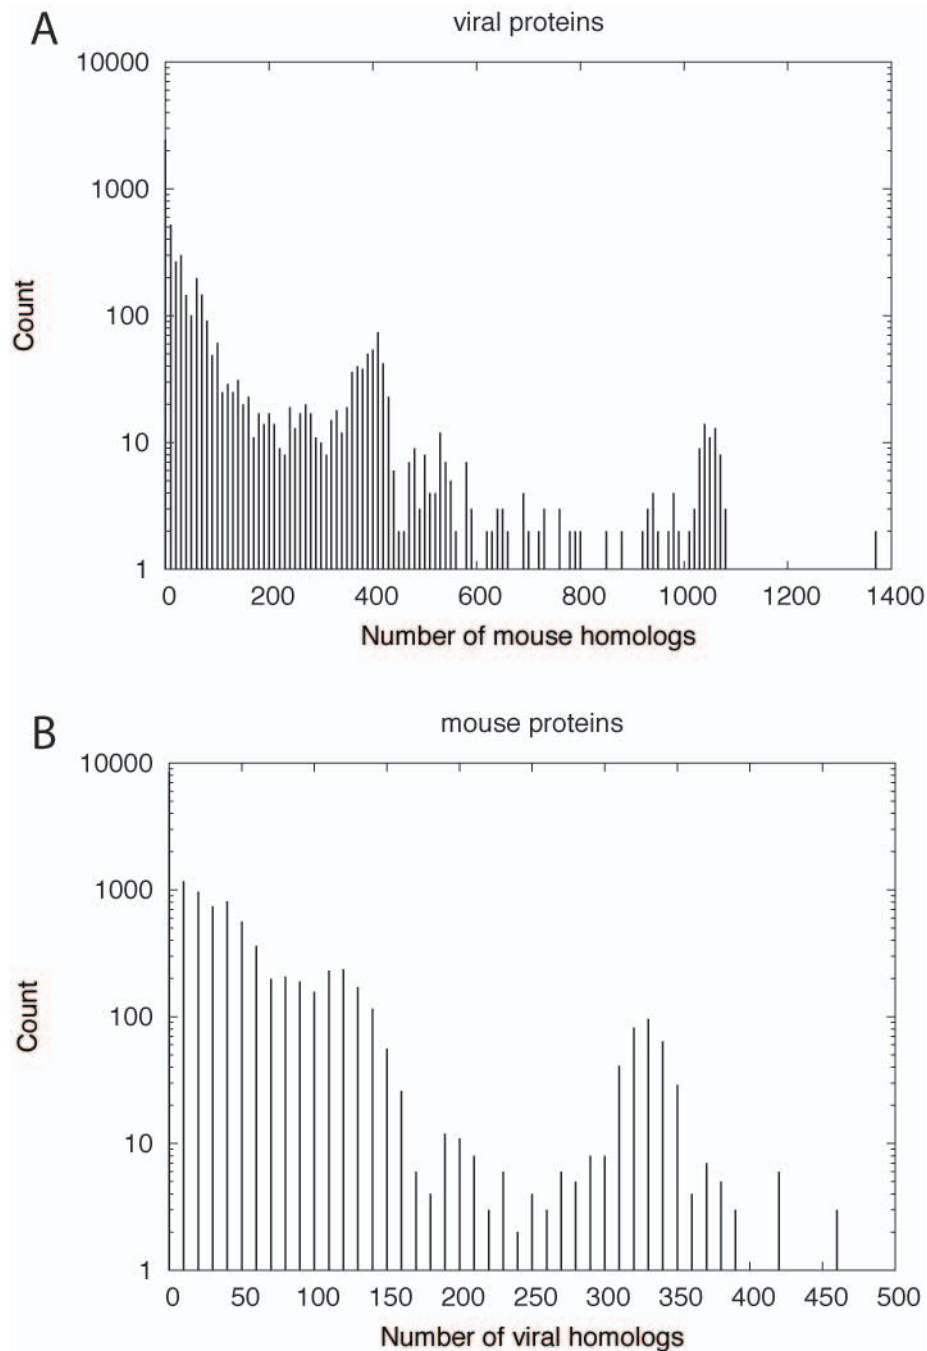 A
viral proteins
10000
1000
100
10
1
Count
0 200 400 600 800 1000 1200 1400
Number of mouse homologs
B
mouse proteins
10000
1000
100
10
1
Count
0 50 100 150 200 250 300 350 400 450 500
Number of viral homologs